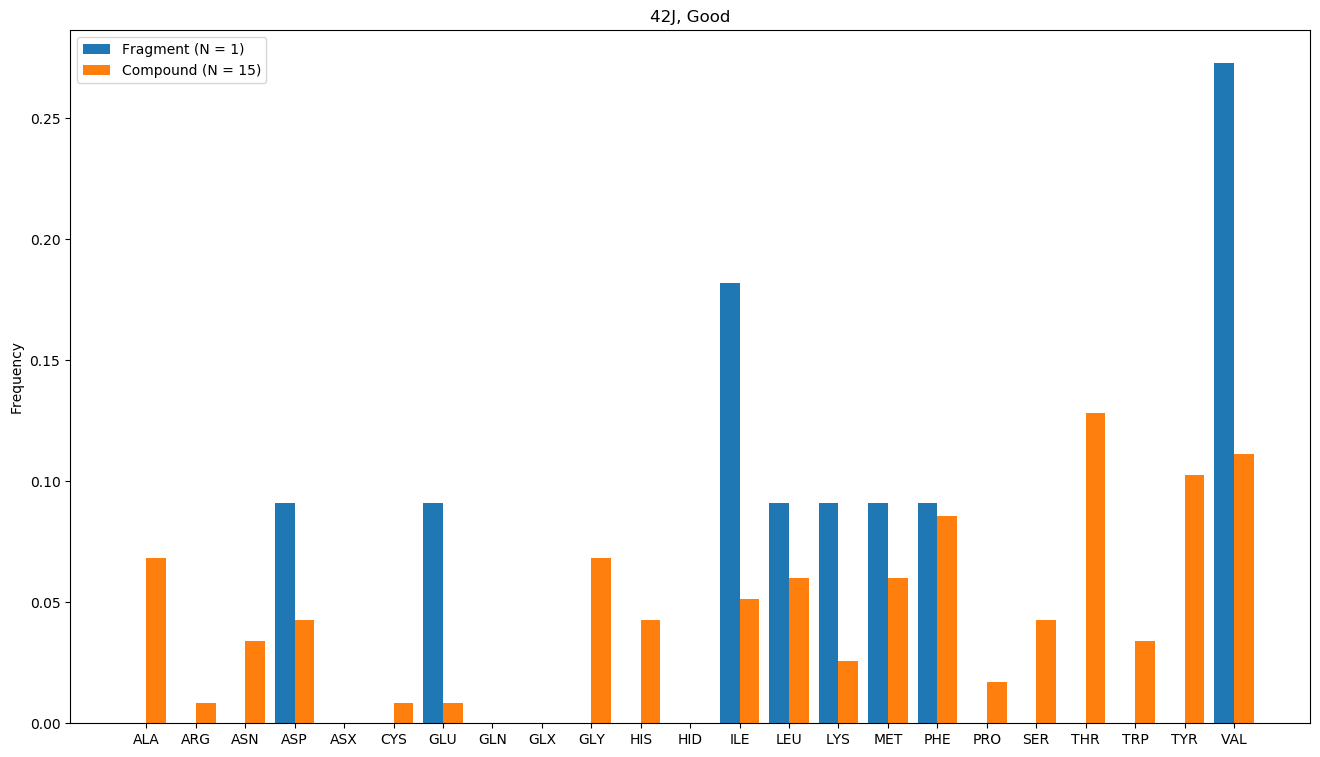 42J, Good
Fragment (N = 1)
Compound (N = 15)
Frequency
0.25
0.20
0.15
0.10
0.05
0.00
ALA ARG ASN ASP ASX CYS GLU GLN GLX GLY HIS HID ILE LEU LYS MET PHE PRO SER THR TRP TYR VAL